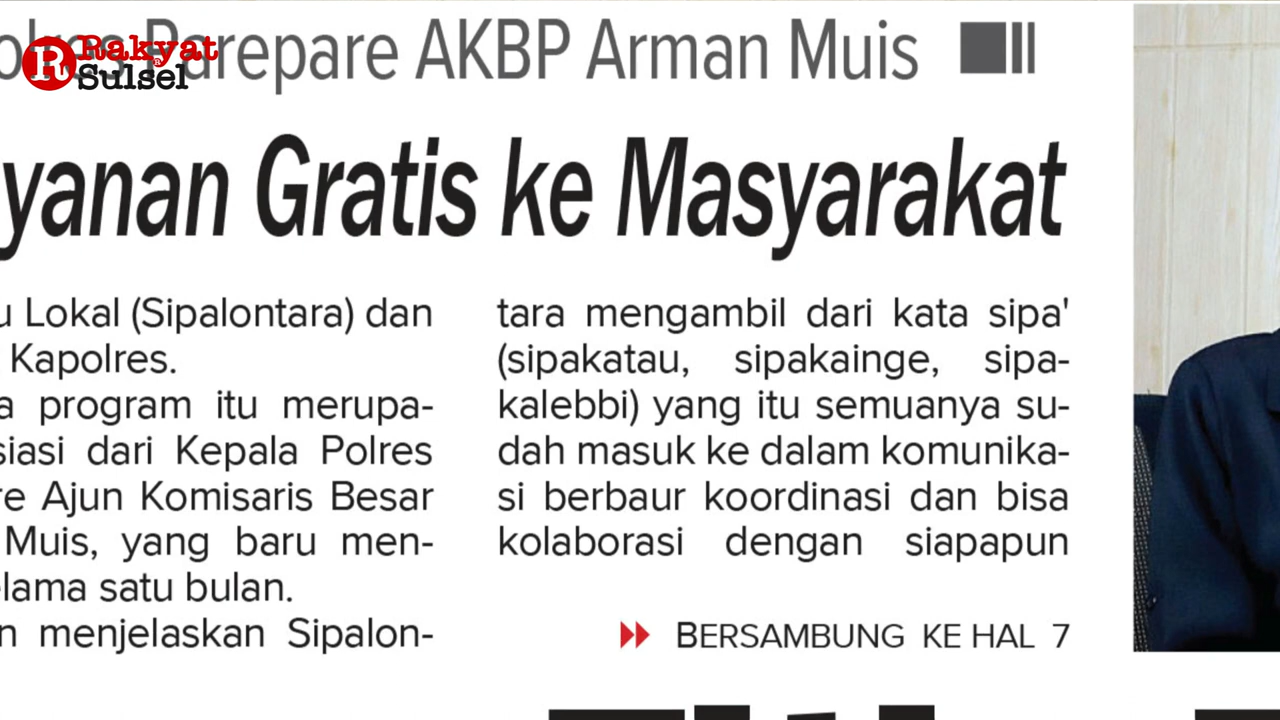 Rakyat
Sulsel
Parepare AKBP Arman Muis
yanan Gratis ke Masyarakat
u Lokal (Sipalontara) dan
Kapolres.
a program itu merupa-
siasi dari Kepala Polres
re Ajun Komisaris Besar
Muis, yang baru men-
elama satu bulan.
n menjelaskan Sipalon-
tara mengambil dari kata sipa'
(sipakatau, sipakainge, sipa-
kalebbi) yang itu semuanya su-
dah masuk ke dalam komunika-
si berbaur koordinasi dan bisa
kolaborasi dengan siapapun
BERSAMBUNG KE HAL 7